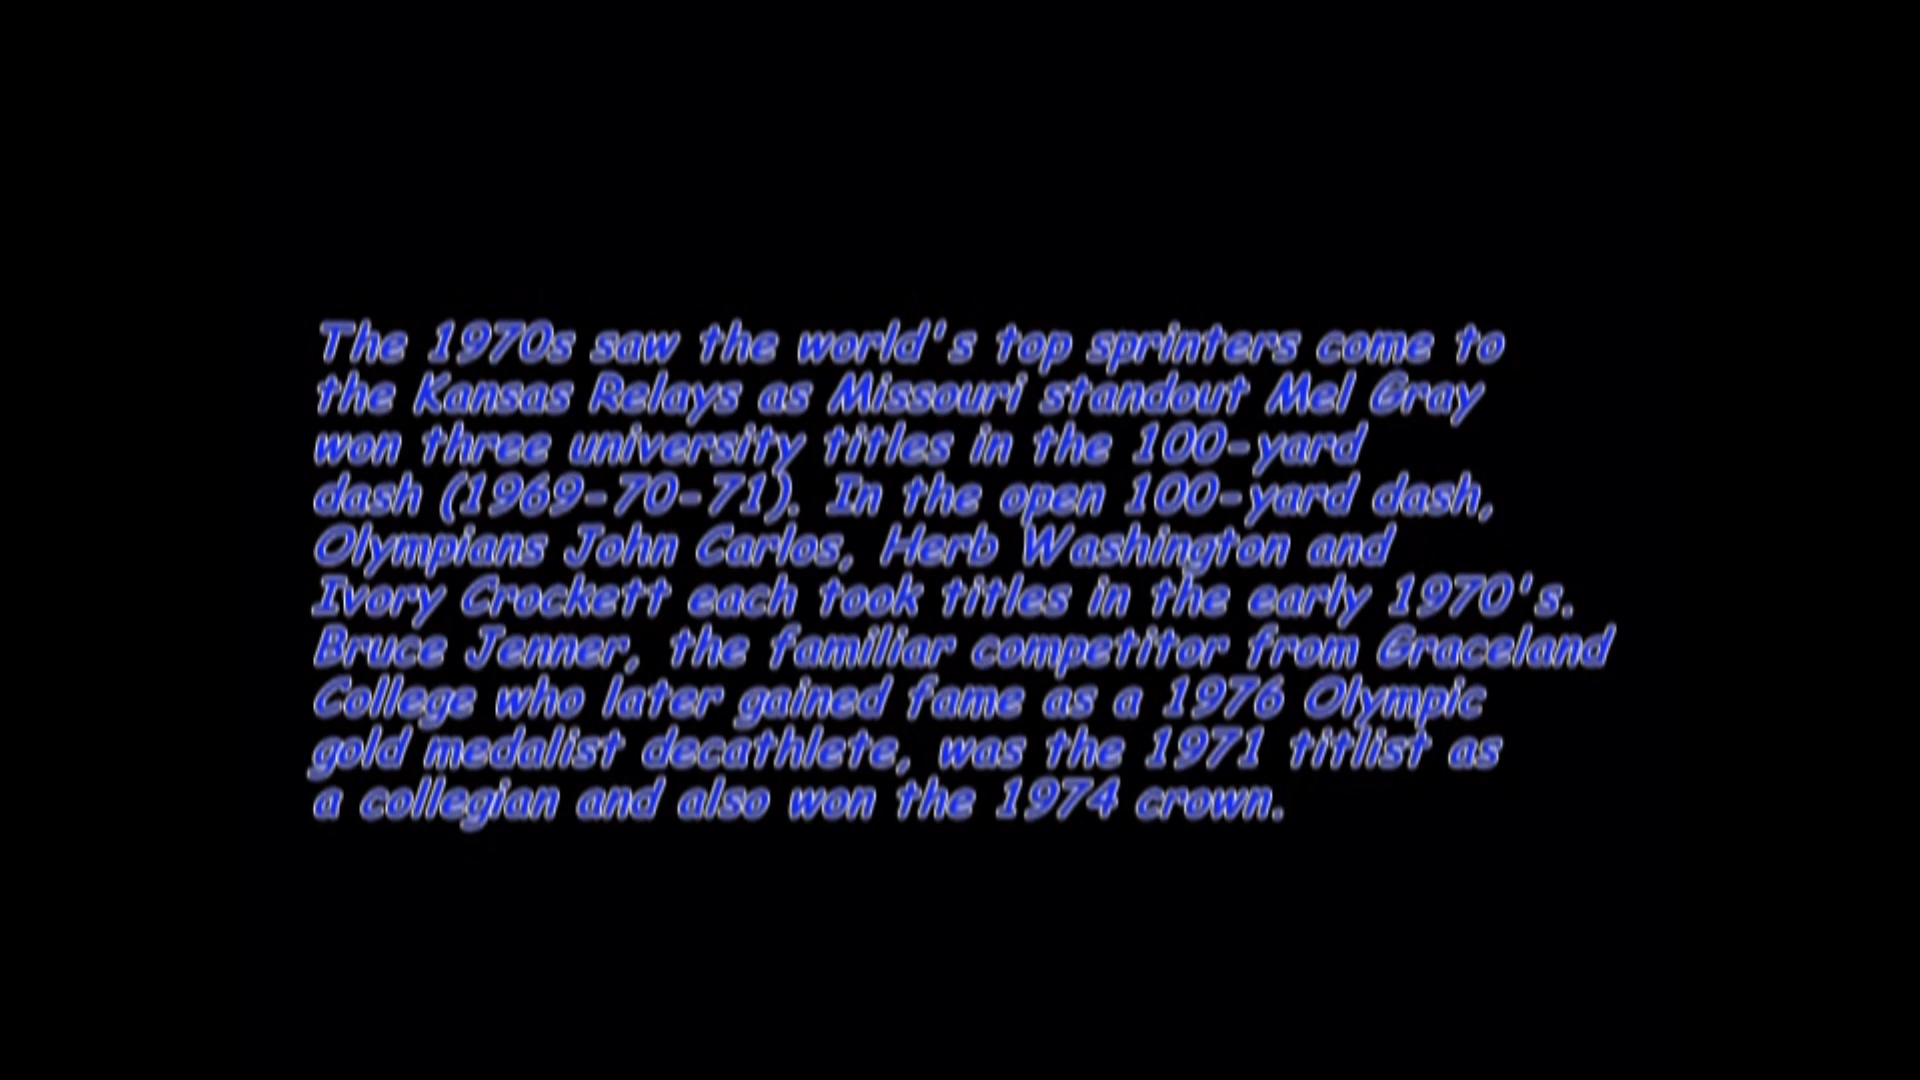 The 1970s saw the world's top sprinters come to
the Kansas Relays as Missouri standout Mel Gray
won three university titles in the 100-yard
dash (1969-70-71). In the open 100-yard dash,
Olympians John Carlos, Herb Washington and
Ivory Crockett each took titles in the early 1970's.
Bruce Jenner, the familiar competitor from Graceland
College who later gained fame as a 1976 Olympic
gold medalist decathlete, was the 1971 titlist as
a collegian and also won the 1974 crown.